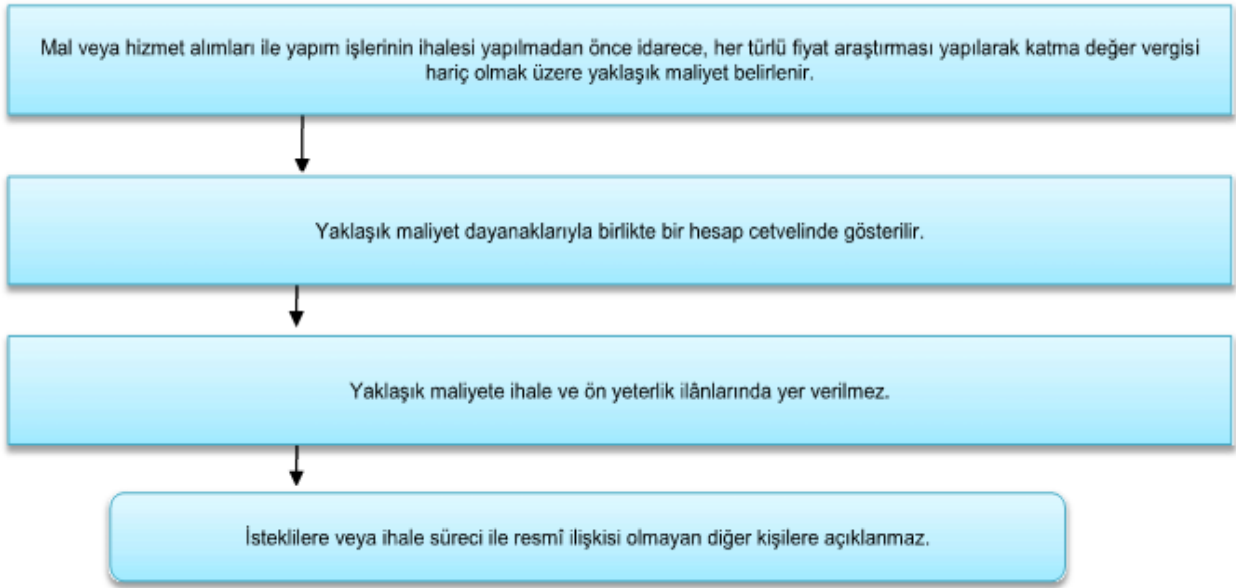 Mal veya hizmet alımları ile yapım işlerinin ihalesi yapılmadan önce idarece, her türlü fiyat araştırması yapılarak katma değer vergisi
hariç olmak üzere yaklaşık maliyet belirlenir.
Yaklaşık maliyet dayanaklarıyla birlikte bir hesap cetvelinde gösterilir.
Yaklaşık maliyete ihale ve ön yeterlik ilânlarında yer verilmez.
İsteklilere veya ihale süreci ile resmî ilişkisi olmayan diğer kişilere açıklanmaz.